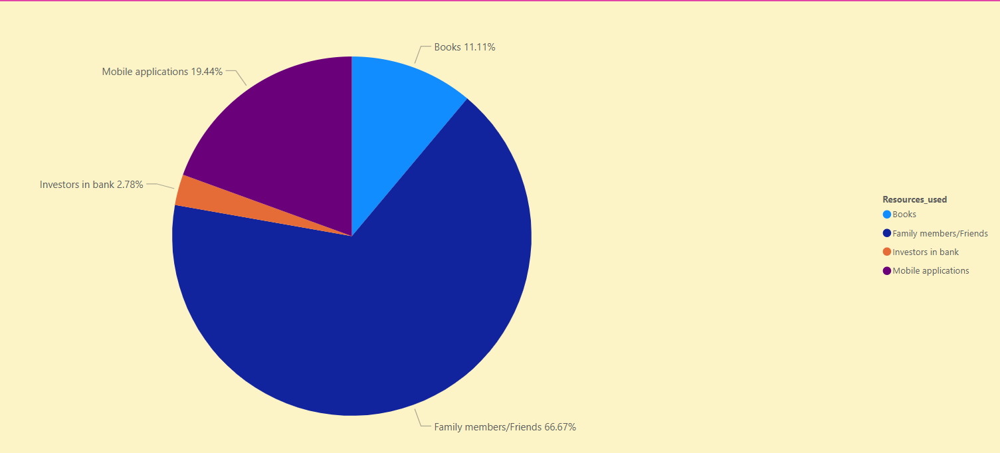 Books 11.11%
Mobile applications 19.44%
Investors in bank 2.78%
Family members/Friends 66.67%
Resources_used
Books
Family members/Friends
Investors in bank
Mobile applications